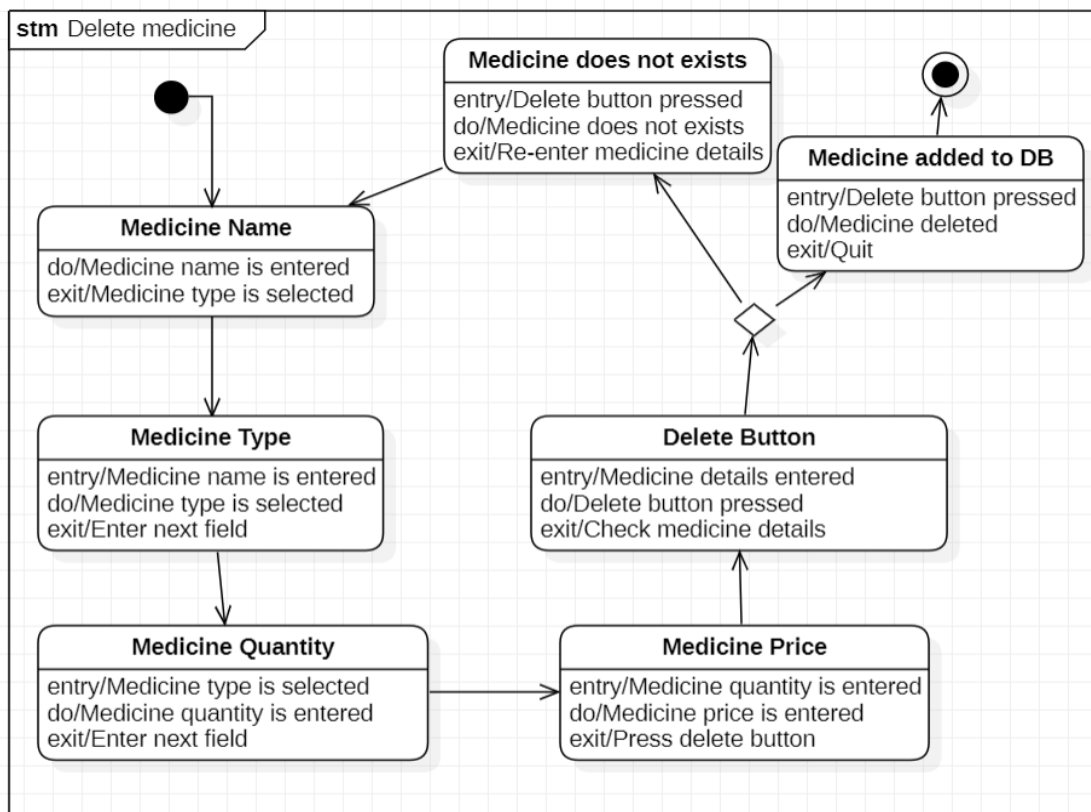 stm Delete medicine
Medicine does not exists
entry/Delete button pressed
do/Medicine does not exists
exit/Re-enter medicine details
Medicine added to DB
entry/Delete button pressed
do/Medicine deleted
exit/Quit
Medicine Name
do/Medicine name is entered
exit/Medicine type is selected
Medicine Type
entry/Medicine name is entered
do/Medicine type is selected
exit/Enter next field
Delete Button
entry/Medicine details entered
do/Delete button pressed
exit/Check medicine details
Medicine Quantity
entry/Medicine type is selected
do/Medicine quantity is entered
exit/Enter next field
Medicine Price
entry/Medicine quantity is entered
do/Medicine price is entered
exit/Press delete button